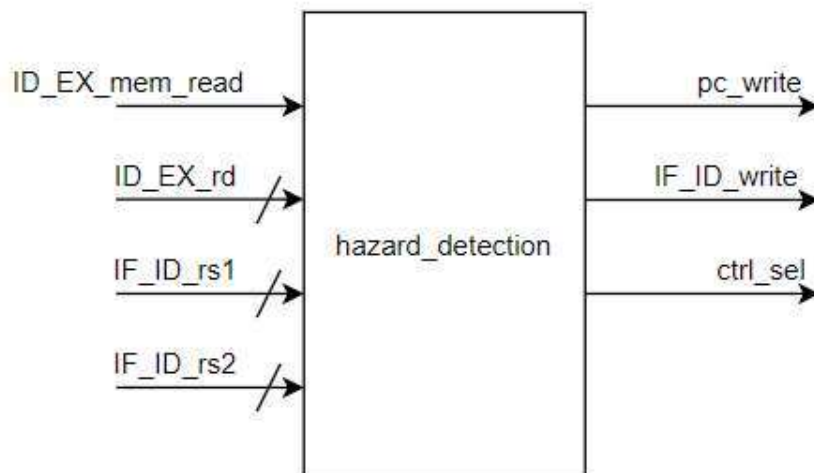 ID_EX_mem_read
pc_write
ID_EX_rd
IF_ID_write
hazard_detection
IF_ID_rs1
ctrl_sel
IF_ID_rs2